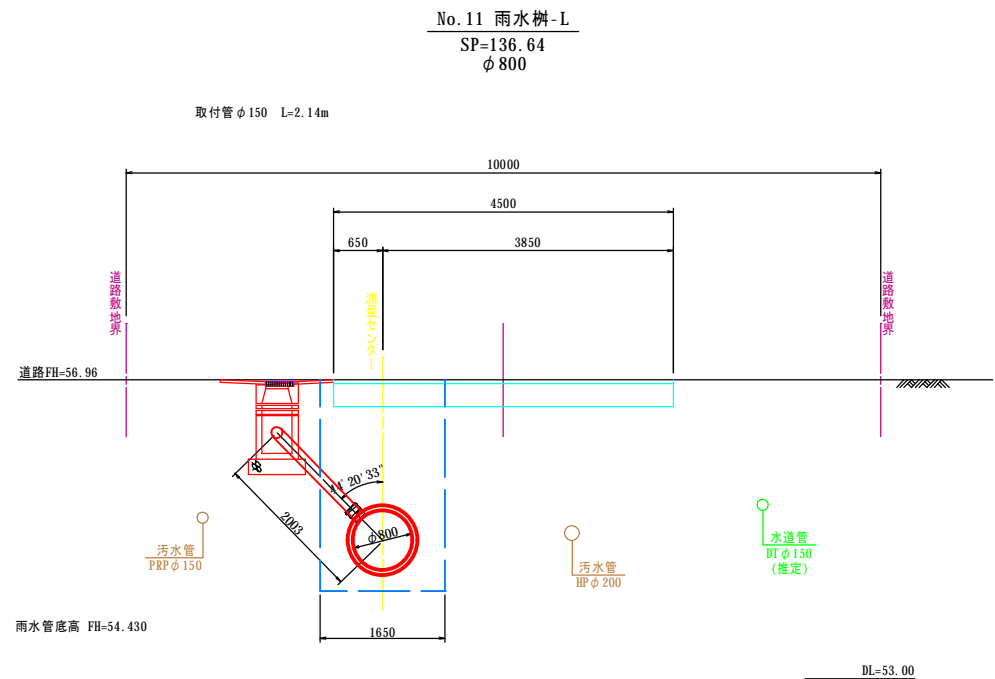 No.11 雨水桝-L
SP=136.64
φ800
取付管φ150 L=2.14m
10000
4500
650
3850
道路敷地界
道路敷地界
測量センター
道路FH=56.96
44°20'33"
2003
φ800
汚水管
PRPφ150
汚水管
HPφ200
水道管
DTφ150
(推定)
雨水管底高 FH=54.430
1650
DL=53.00